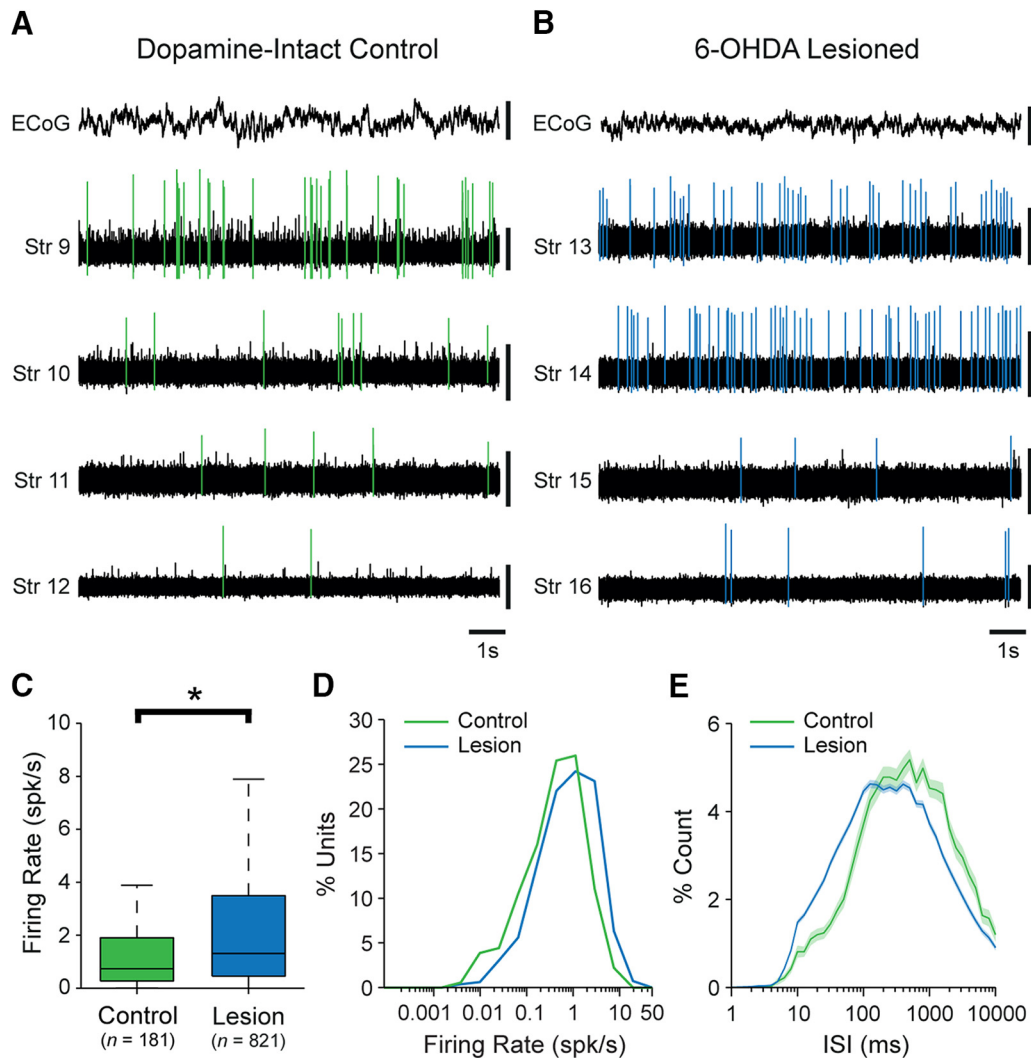 A
Dopamine-Intact Control
ECoG
Str 9
Str 10
Str 11
Str 12
1s
B
6-OHDA Lesioned
ECoG
Str 13
Str 14
Str 15
Str 16
1s
C
*
Firing Rate (spk/s)
10
8
6
4
2
0
Control
(n = 181)
Lesion
(n = 821)
D
Control
Lesion
% Units
30
25
20
15
10
5
0
0.001 0.01 0.1 1 10 50
Firing Rate (spk/s)
E
Control
Lesion
% Count
6
4
2
0
1 10 100 1000 10000
ISI (ms)